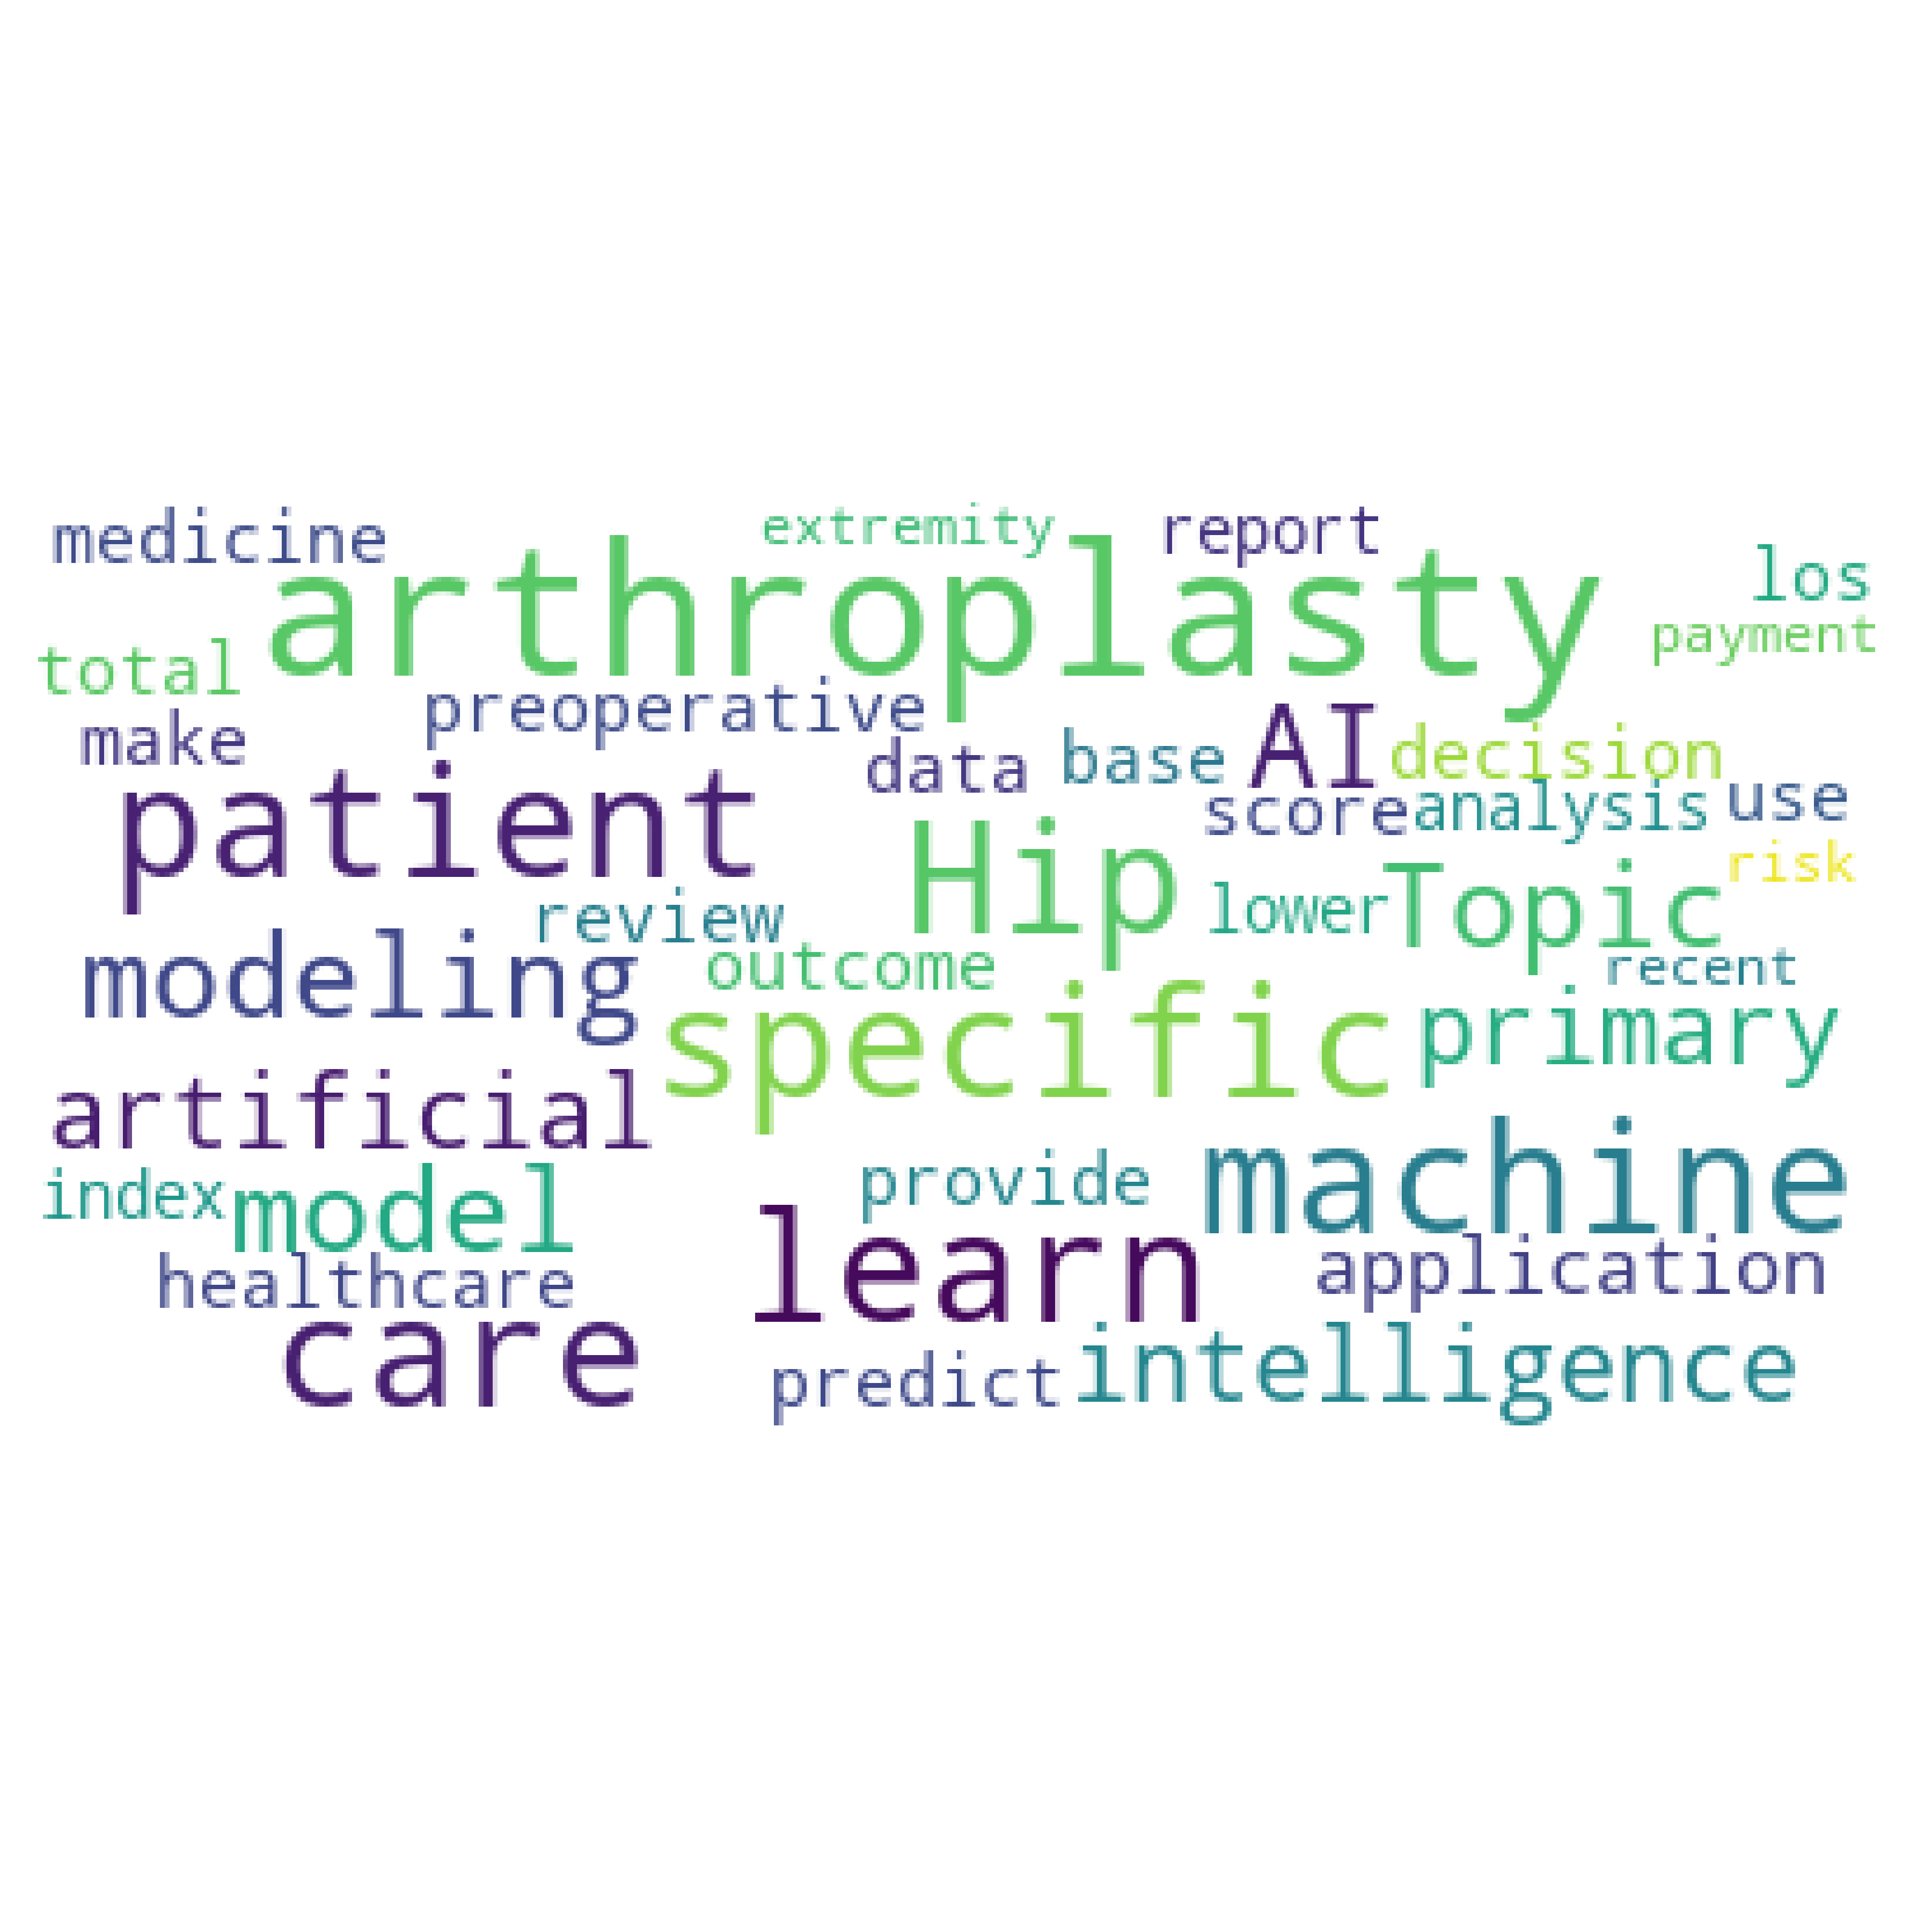 medicine extremity report
arthroplasty los
total payment
preoperative
make data base AI decision
patient score analysis use
Hip lower Topic risk
review
modeling outcome recent
specific primary
artificial
index model provide machine
healthcare learn application
care predict intelligence